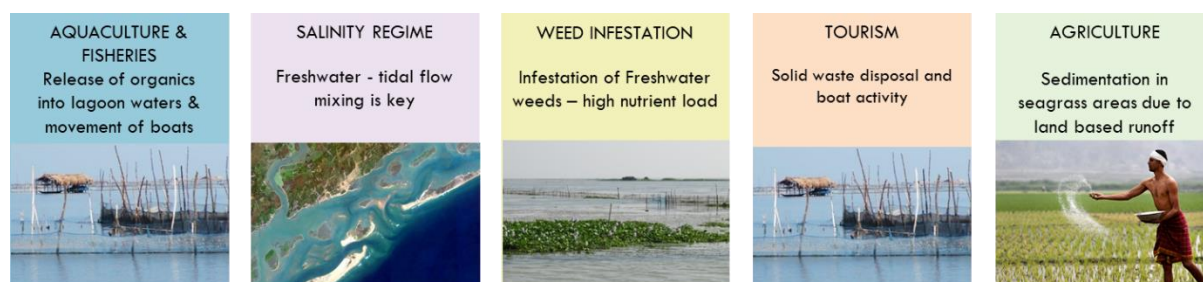 AQUACULTURE &
FISHERIES
Release of organics
into lagoon waters &
movement of boats
SALINITY REGIME
Freshwater - tidal flow
mixing is key
WEED INFESTATION
Infestation of Freshwater
weeds – high nutrient load
TOURISM
Solid waste disposal and
boat activity
AGRICULTURE
Sedimentation in
seagrass areas due to
land based runoff